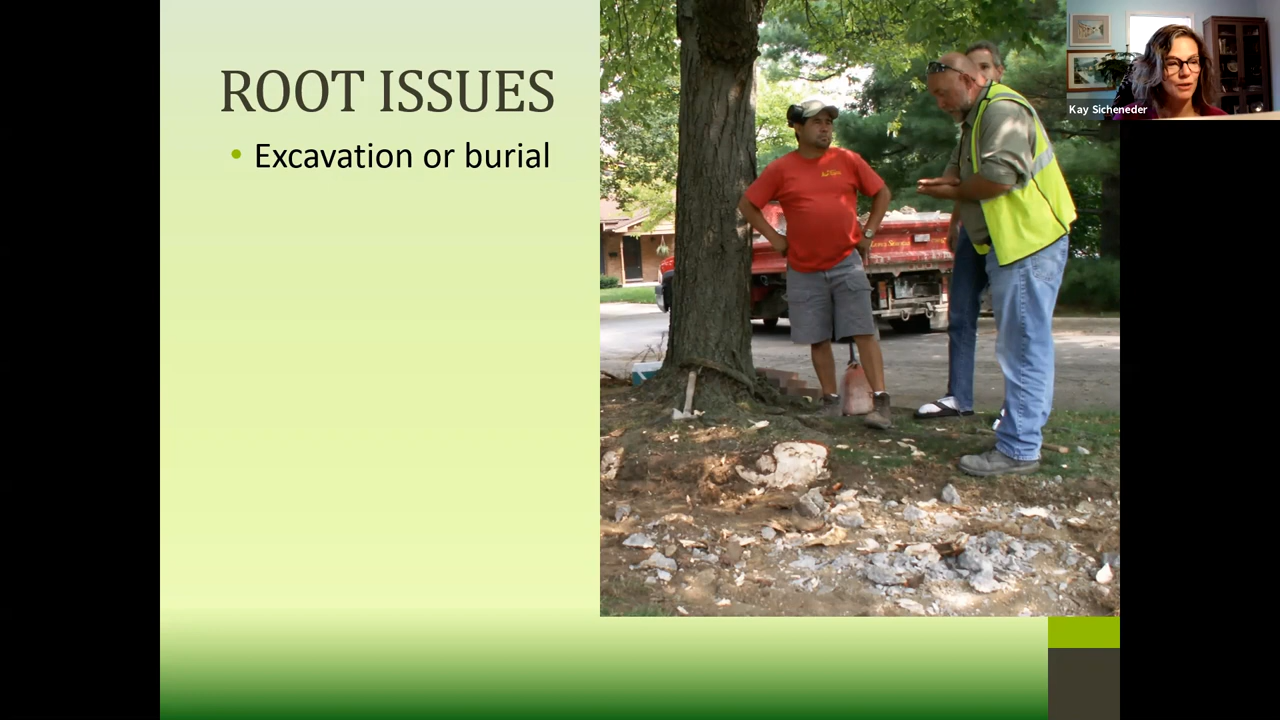 ROOT ISSUES
• Excavation or burial
Kay Sicheneder